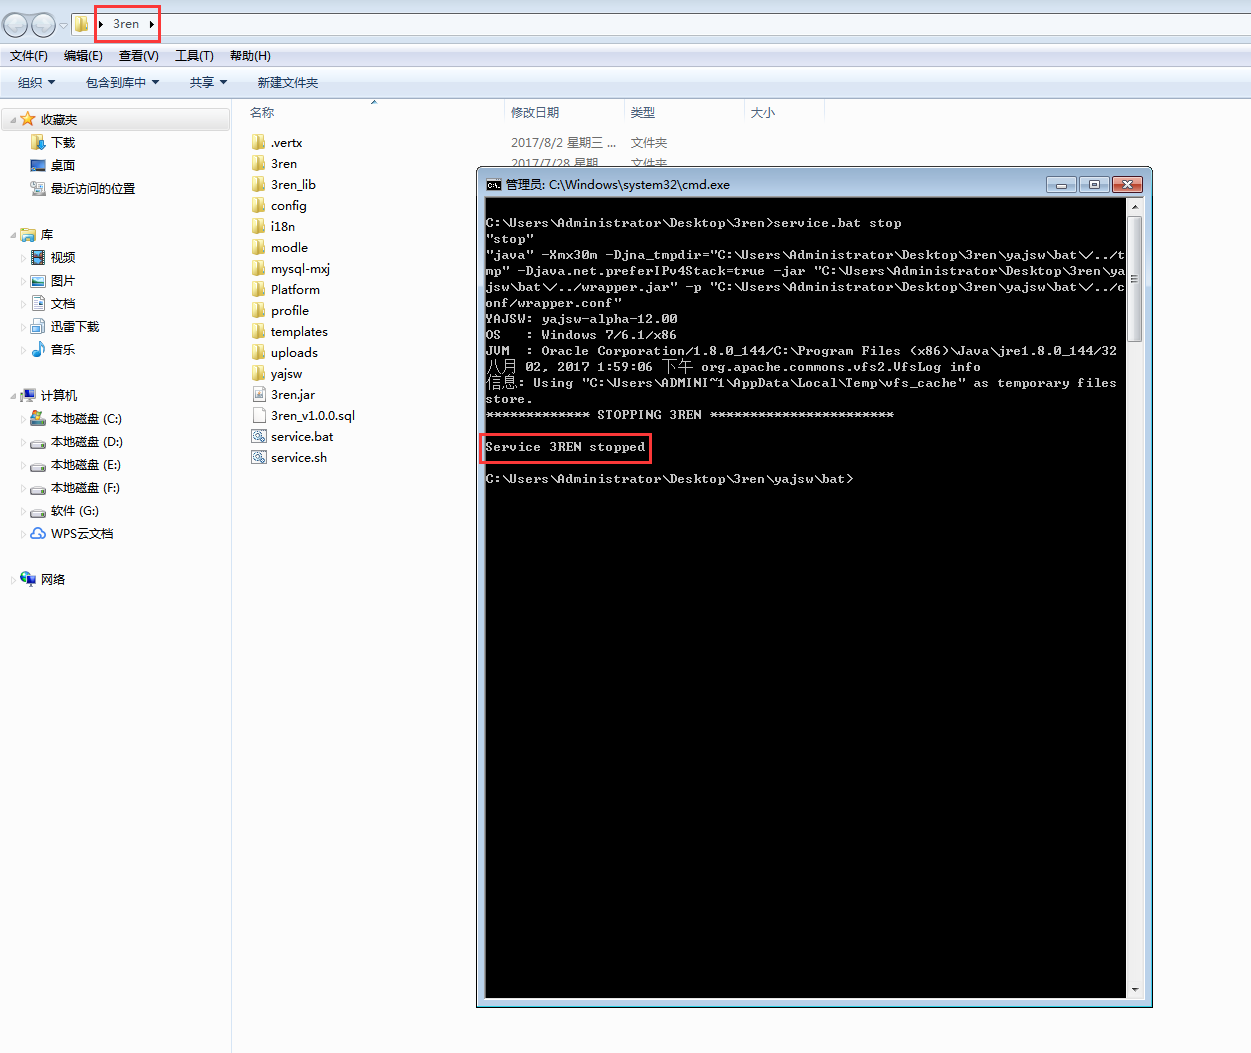 3ren
文件(F) 编辑(E) 查看(V) 工具(T) 帮助(H)
组织 包含到库中 共享 新建文件夹
收藏夹
下载
桌面
最近访问的位置
库
视频
图片
文档
迅雷下载
音乐
计算机
本地磁盘 (C:)
本地磁盘 (D:)
本地磁盘 (E:)
本地磁盘 (F:)
软件 (G:)
WPS云文档
网络
名称 修改日期 类型 大小
.vertx 2017/8/2 星期三 ... 文件夹
3ren 2017/7/28 星期 文件夹
3ren_lib
config
i18n
modle
mysql-mxj
Platform
profile
templates
uploads
yajsw
3ren.jar
3ren_v1.0.0.sql
service.bat
service.sh
管理员: C:\Windows\system32\cmd.exe
C:\Users\Administrator\Desktop\3ren>service.bat stop
"stop"
"java" -Xmx30m -Djna_tmpdir="C:\Users\Administrator\Desktop\3ren\yajsw\bat\/../t
mp" -Djava.net.preferIPv4Stack=true -jar "C:\Users\Administrator\Desktop\3ren\ya
jsw\bat\/../wrapper.jar" -p "C:\Users\Administrator\Desktop\3ren\yajsw\bat\/../c
onf/wrapper.conf"
YAJSW: yajsw-alpha-12.00
OS : Windows 7/6.1/x86
JVM : Oracle Corporation/1.8.0_144/C:\Program Files (x86)\Java\jre1.8.0_144/32
八月 02, 2017 1:59:06 下午 org.apache.commons.vfs2.VfsLog info
信息: Using "C:\Users\ADMINI~1\AppData\Local\Temp\vfs_cache" as temporary files
store.
************* STOPPING 3REN ***********************
Service 3REN stopped
C:\Users\Administrator\Desktop\3ren\yajsw\bat>